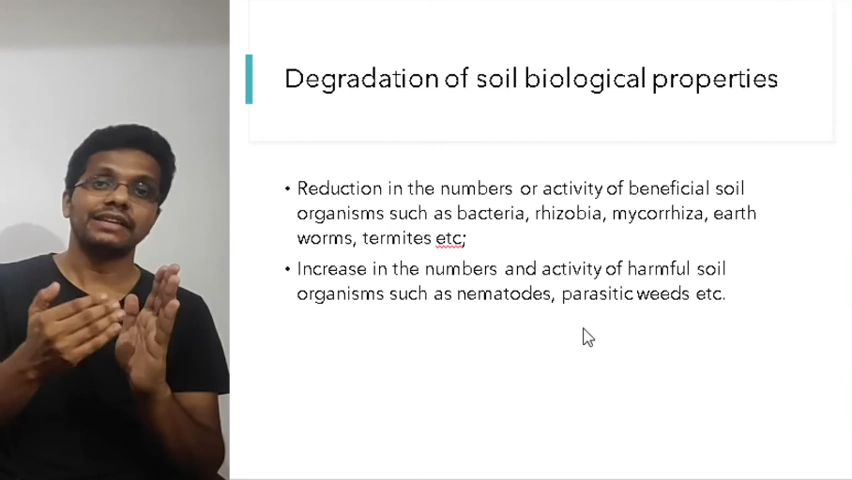 Degradation of soil biological properties
• Reduction in the numbers or activity of beneficial soil
organisms such as bacteria, rhizobia, mycorrhiza, earth
worms, termites etc;
• Increase in the numbers and activity of harmful soil
organisms such as nematodes, parasitic weeds etc.